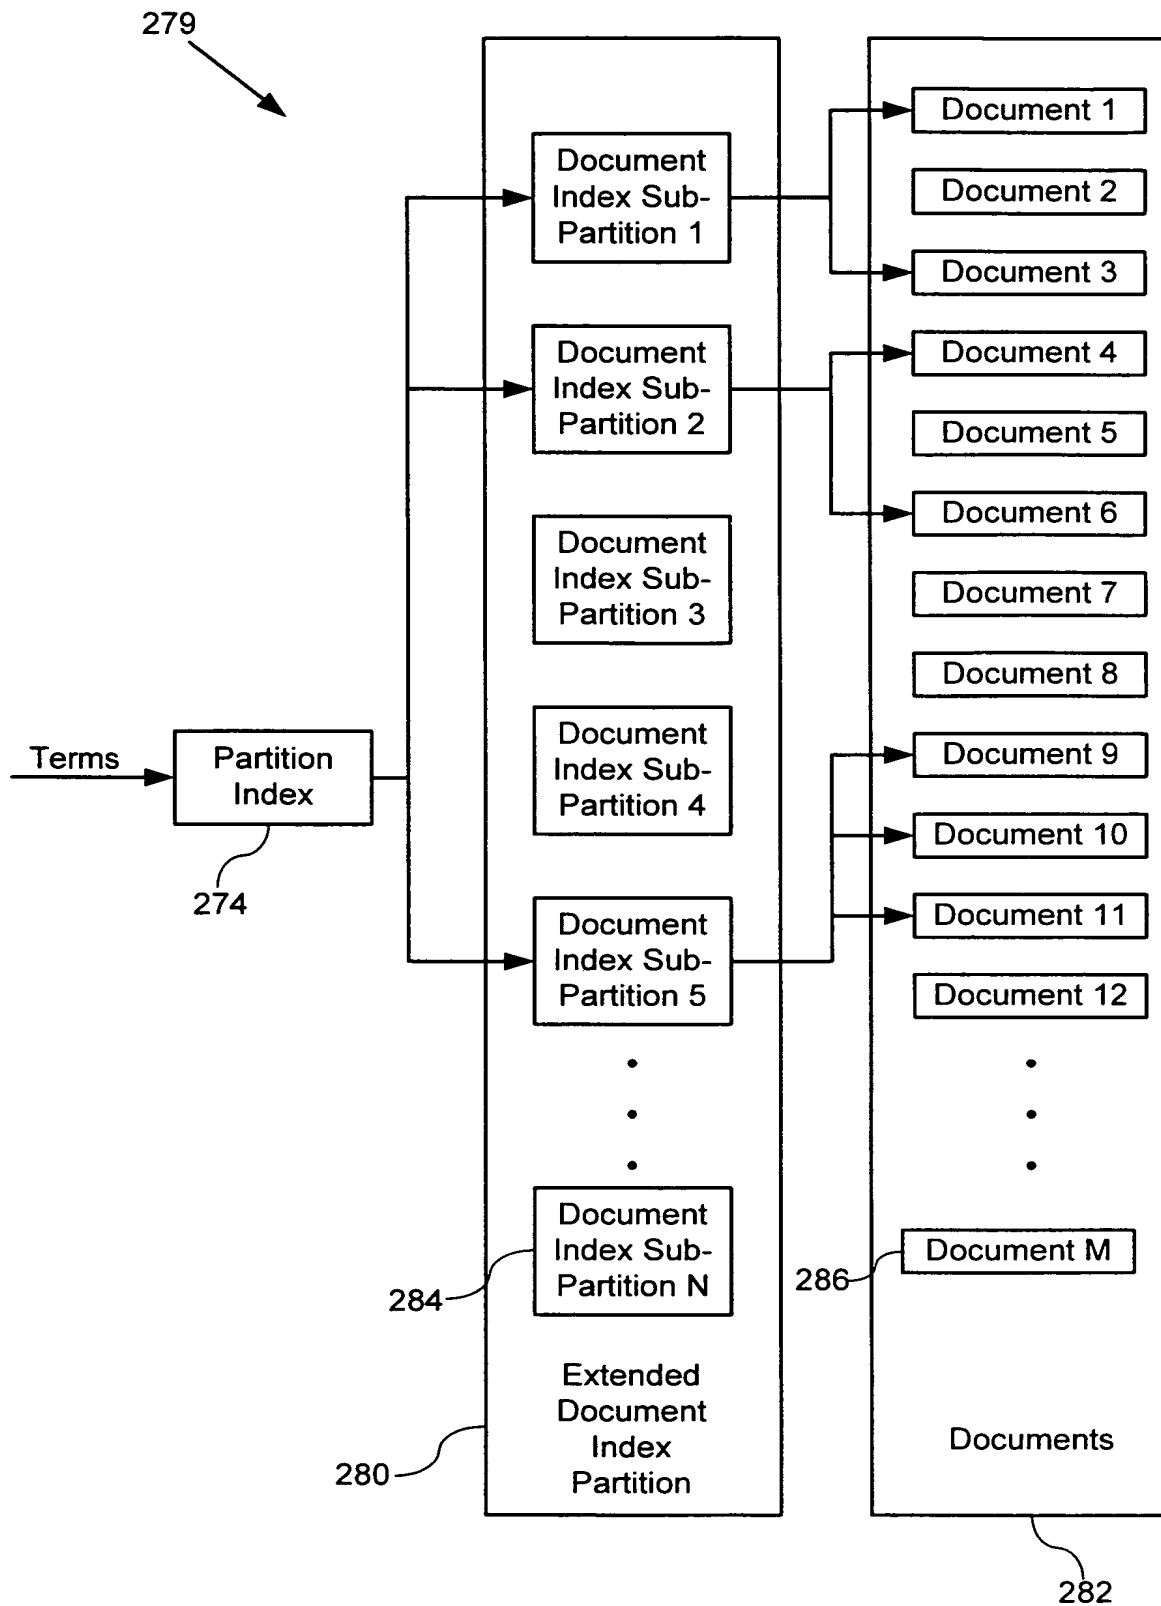 279
Terms
Partition
Index
274
Document
Index Sub-
Partition 1
Document
Index Sub-
Partition 2
Document
Index Sub-
Partition 3
Document
Index Sub-
Partition 4
Document
Index Sub-
Partition 5
Document
Index Sub-
Partition N
284
Extended
Document
Index
Partition
280
Document 1
Document 2
Document 3
Document 4
Document 5
Document 6
Document 7
Document 8
Document 9
Document 10
Document 11
Document 12
Document M
286
Documents
282